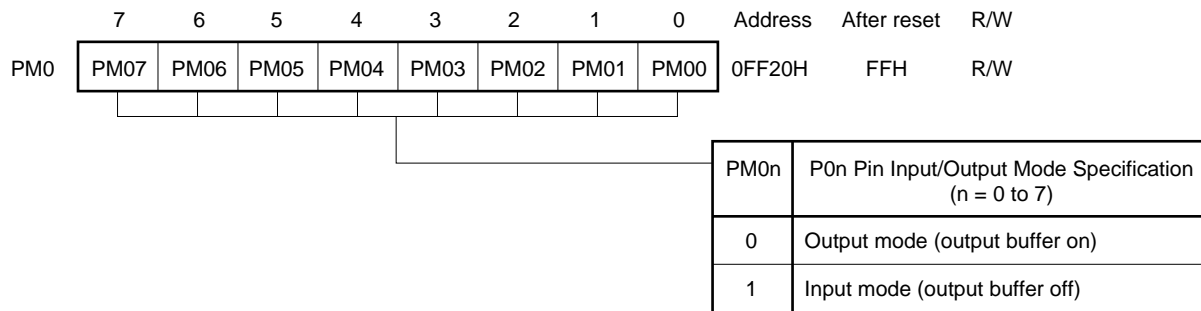 7 6 5 4 3 2 1 0 Address After reset R/W
PM0 PM07 PM06 PM05 PM04 PM03 PM02 PM01 PM00 0FF20H FFH R/W
PM0n P0n Pin Input/Output Mode Specification
(n = 0 to 7)
0 Output mode (output buffer on)
1 Input mode (output buffer off)